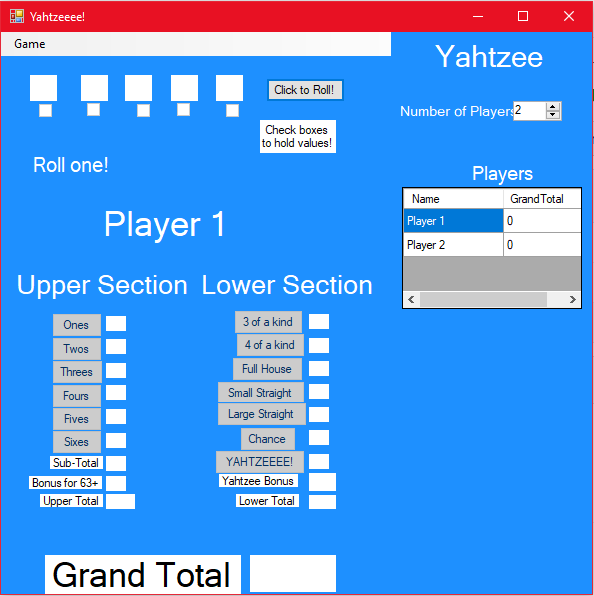 Yahtzeeee!
Game
Yahtzee
Click to Roll!
Number of Players
2
Check boxes
to hold values!
Roll one!
Players
Name GrandTotal
Player 1 0
Player 2 0
Player 1
Upper Section Lower Section
Ones 3 of a kind
Twos 4 of a kind
Threes Full House
Fours Small Straight
Fives Large Straight
Sixes Chance
Sub-Total YAHTZEEEE!
Bonus for 63+ Yahtzee Bonus
Upper Total Lower Total
Grand Total